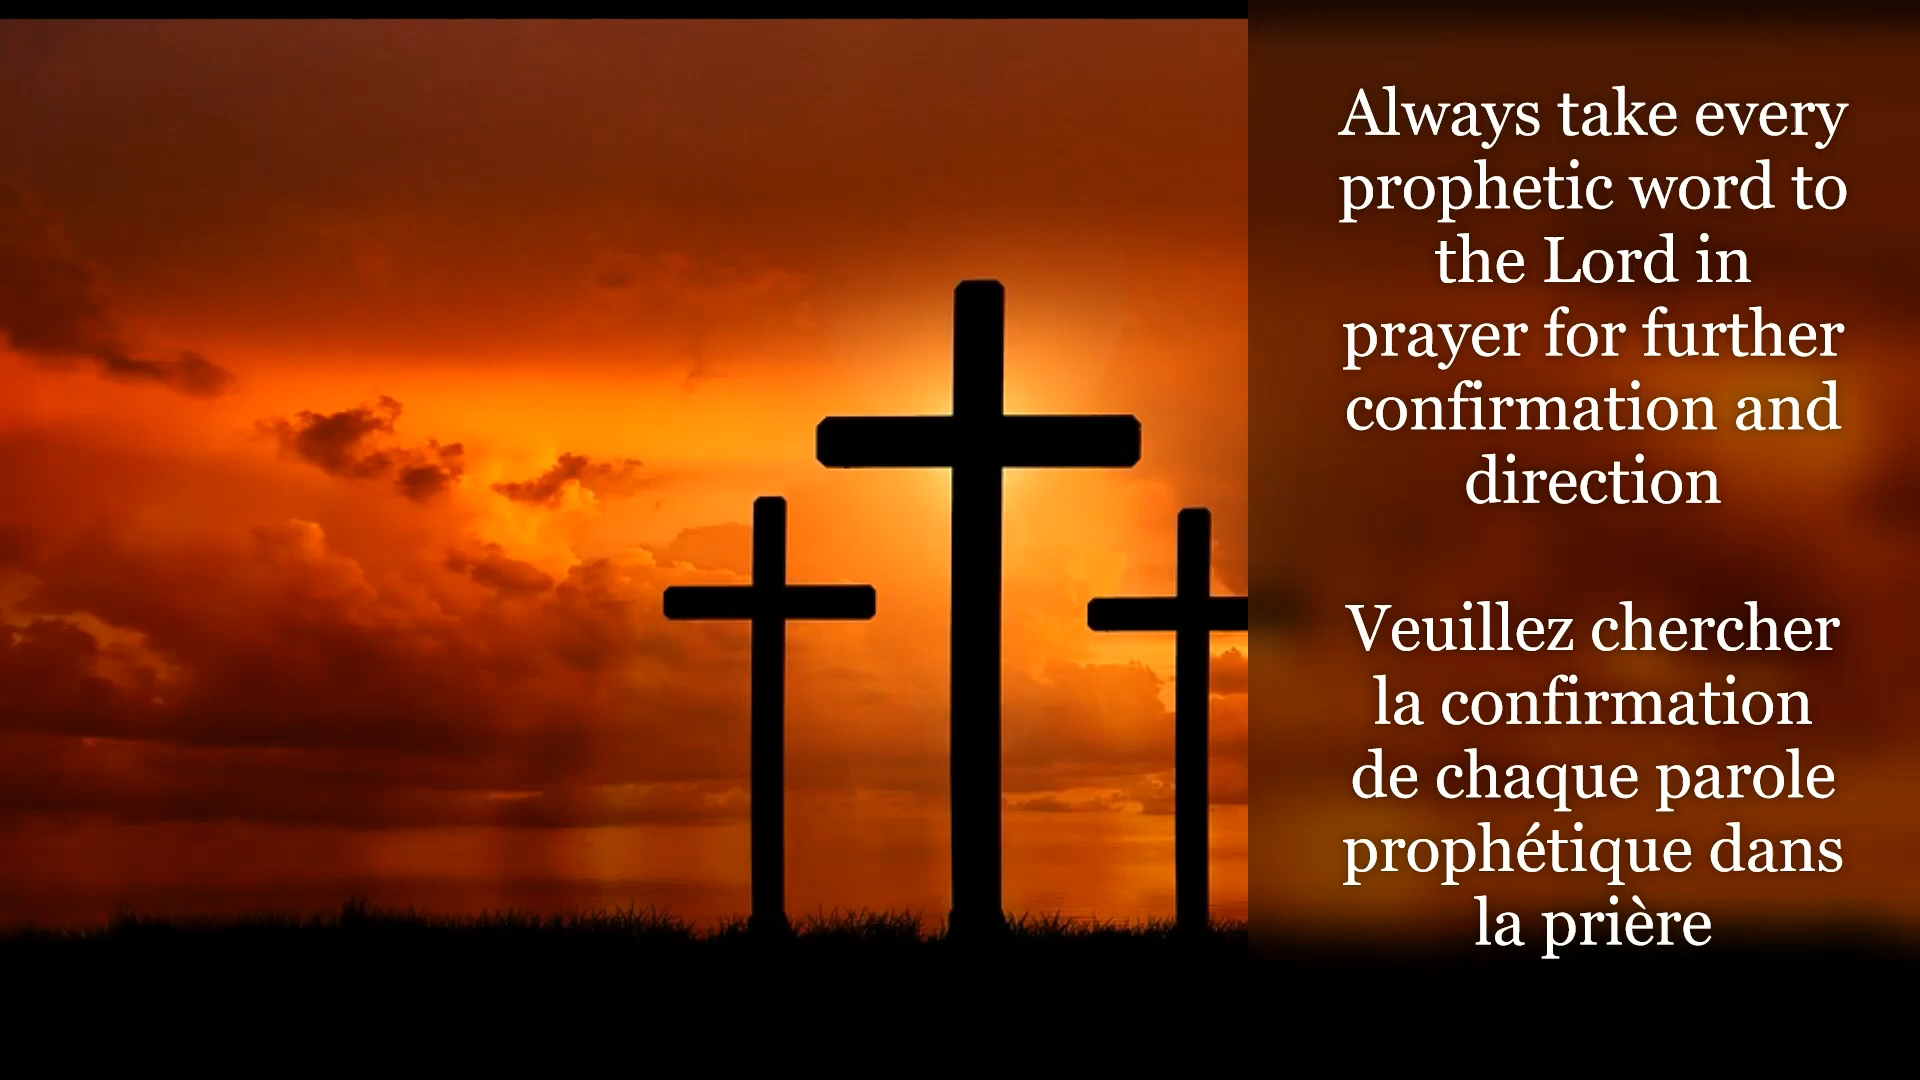 Always take every
prophetic word to
the Lord in
prayer for further
confirmation and
direction
Veuillez chercher
la confirmation
de chaque parole
prophétique dans
la prière